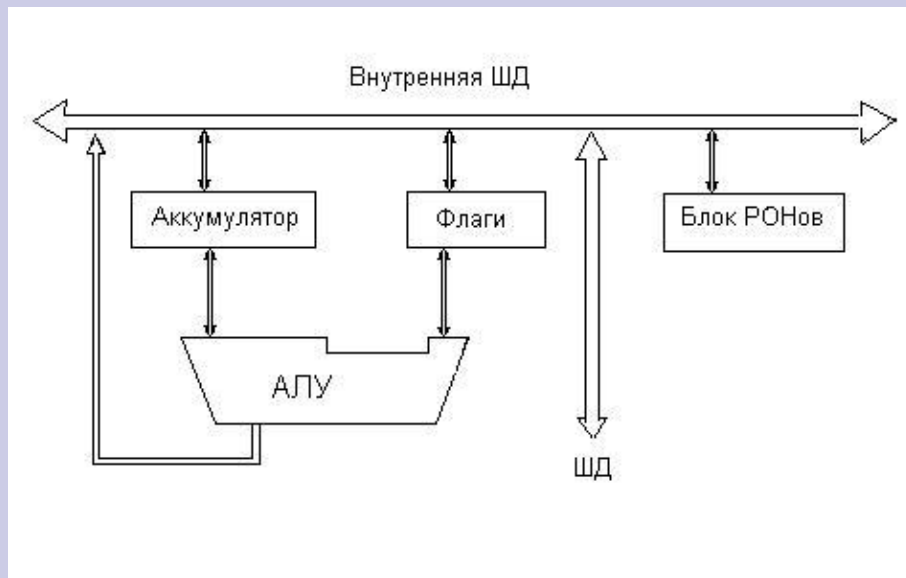 Внутренняя ШД
Аккумулятор
Флаги
Блок РОНов
АЛУ
ШД